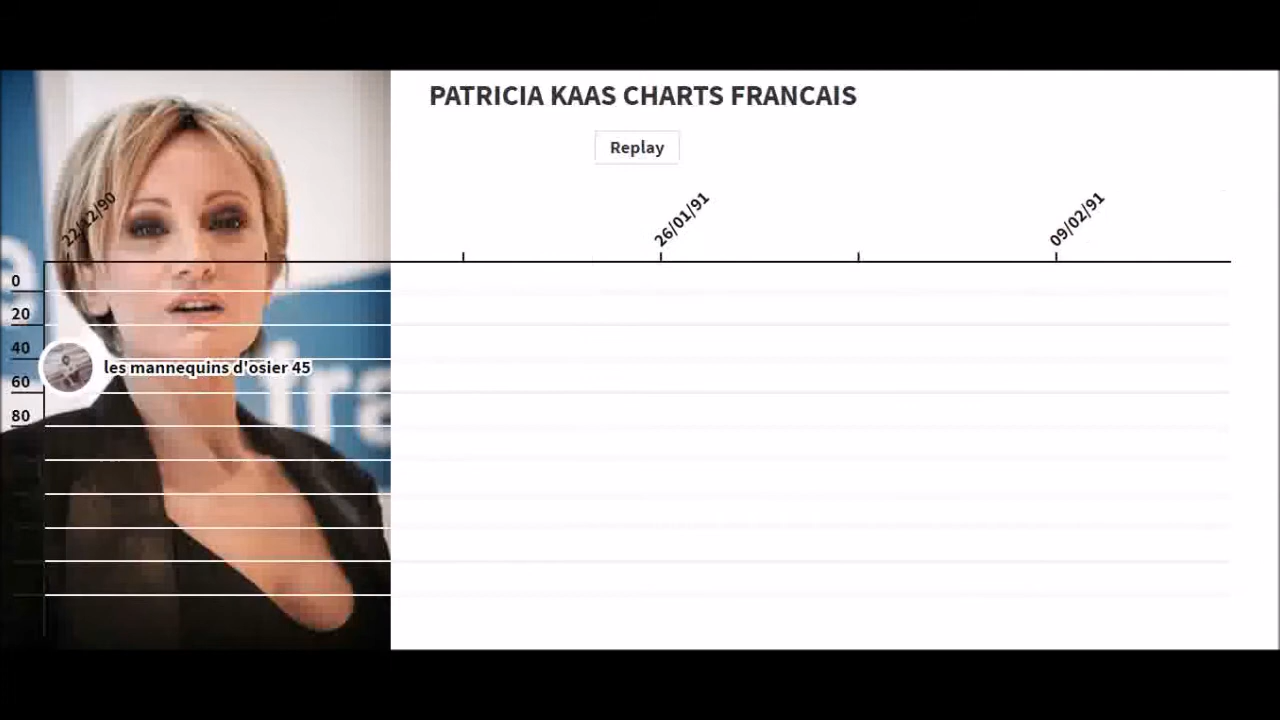 PATRICIA KAAS CHARTS FRANCAIS
Replay
22/12/90
26/01/91
09/02/91
0
20
40
les mannequins d'osier 45
60
80
fra